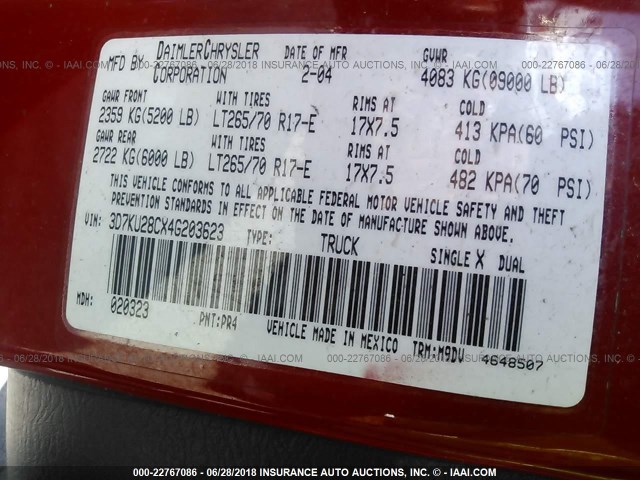 MFD BY DAIMLERCHRYSLER CORPORATION DATE OF MFR 2-04 GVWR 4083 KG(09000 LB)
GAWR FRONT WITH TIRES RIMS AT COLD
2359 KG(5200 LB) LT265/70 R17-E 17X7.5 413 KPA(60 PSI)
GAWR REAR WITH TIRES RIMS AT COLD
2722 KG(6000 LB) LT265/70 R17-E 17X7.5 482 KPA(70 PSI)
THIS VEHICLE CONFORMS TO ALL APPLICABLE FEDERAL MOTOR VEHICLE SAFETY AND THEFT
PREVENTION STANDARDS IN EFFECT ON THE DATE OF MANUFACTURE SHOWN ABOVE.
VIN: 3D7KU28CX4G203623 TYPE: TRUCK SINGLE X DUAL
MDH: 020323
PNT:PR4 VEHICLE MADE IN MEXICO TRM:M9DV 4648507
000-22767086 - 06/28/2018 - INSURANCE AUTO AUCTIONS, INC. - © - IAAI.COM